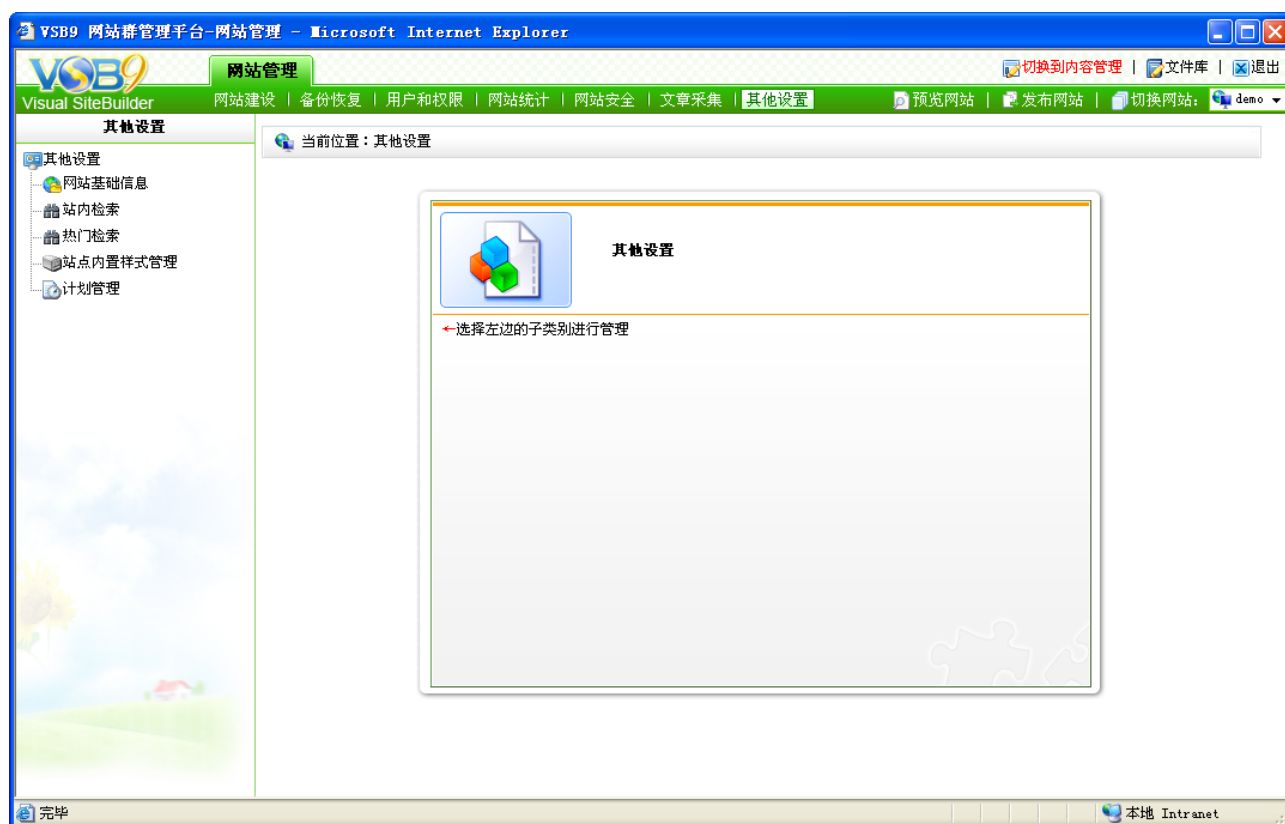 VSB9 网站群管理平台-网站管理 - Microsoft Internet Explorer
VSB9
Visual SiteBuilder
网站管理
切换到内容管理 | 文件库 | 退出
网站建设 | 备份恢复 | 用户和权限 | 网站统计 | 网站安全 | 文章采集 | 其他设置
预览网站 | 发布网站 | 切换网站: demo
其他设置
当前位置：其他设置
其他设置
网站基础信息
站内检索
热门检索
站点内置样式管理
计划管理
其他设置
←选择左边的子类别进行管理
完毕
本地 Intranet